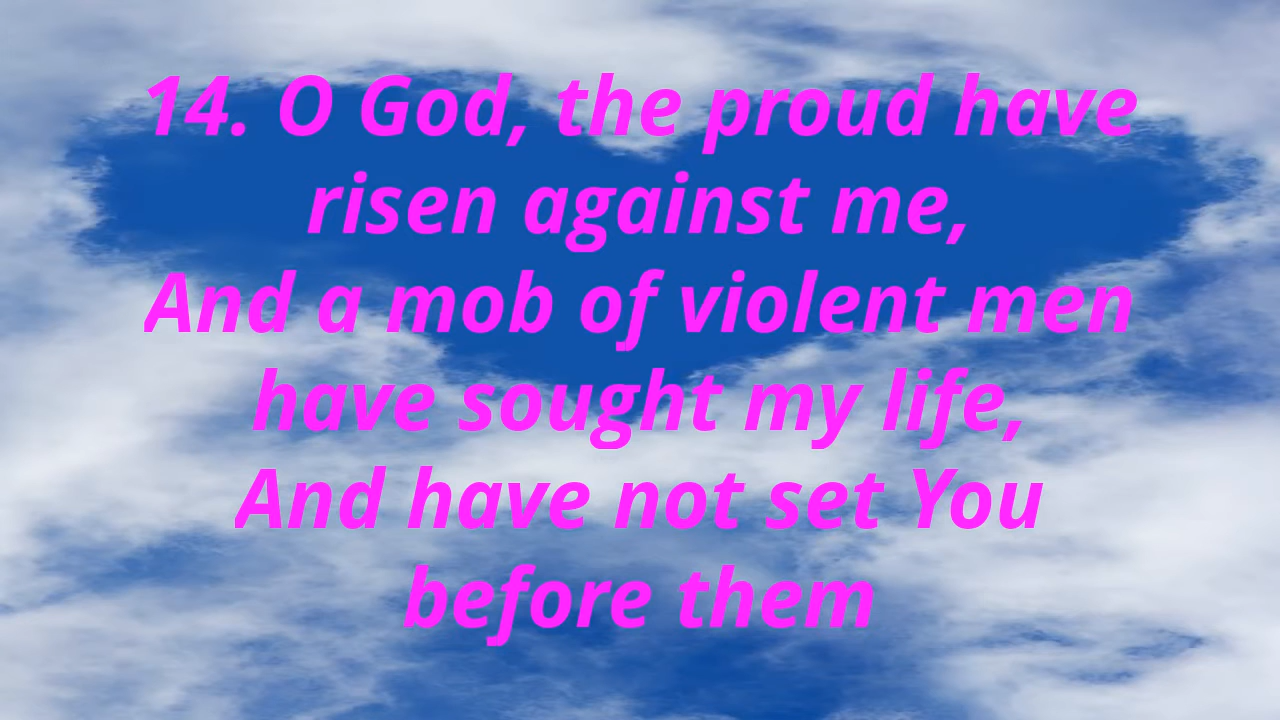 14. O God, the proud have
risen against me,
And a mob of violent men
have sought my life,
And have not set You
before them